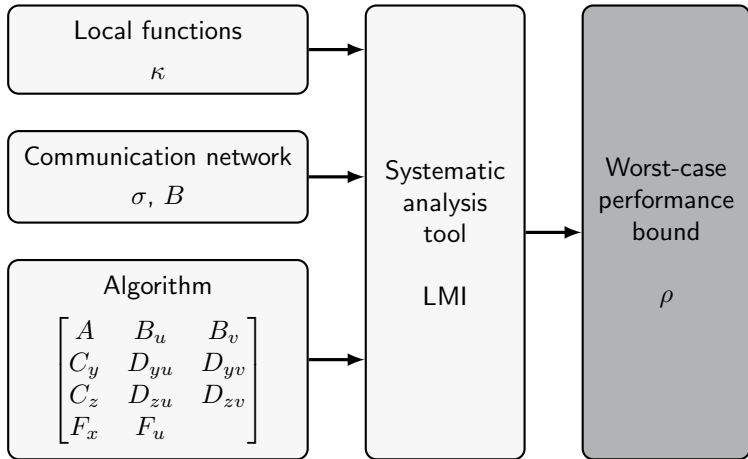 Local functions
κ
Communication network
σ, B
Algorithm
A B_u B_v
C_y D_yu D_yv
C_z D_zu D_zv
F_x F_u
Systematic
analysis
tool
LMI
Worst-case
performance
bound
ρ